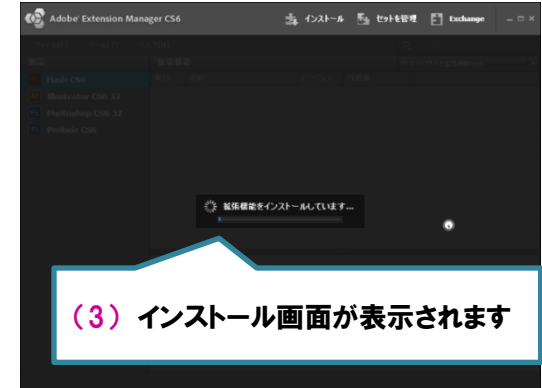 Adobe® Extension Manager CS6
インストール セットを管理 Exchange
Flash CS6
Illustrator CS6 32
Photoshop CS6 32
Prelude CS6
拡張機能をインストールしています...
(3) インストール画面が表示されます